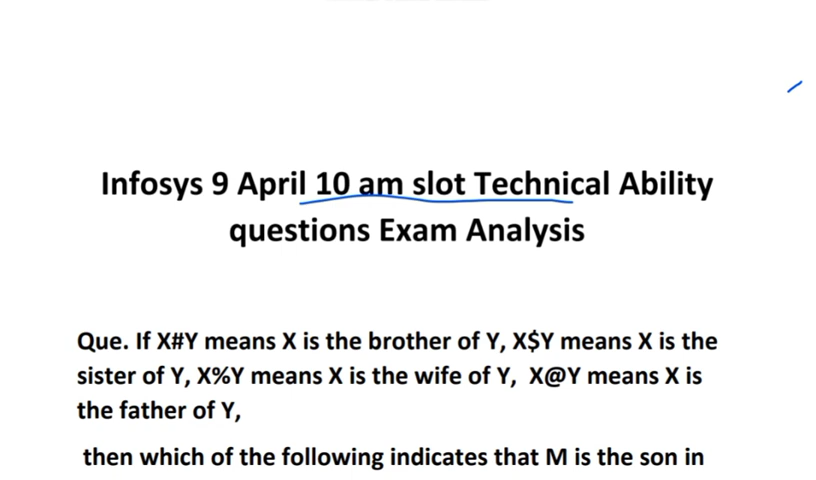 Infosys 9 April 10 am slot Technical Ability
questions Exam Analysis
Que. If X#Y means X is the brother of Y, X$Y means X is the
sister of Y, X%Y means X is the wife of Y, X@Y means X is
the father of Y,
then which of the following indicates that M is the son in